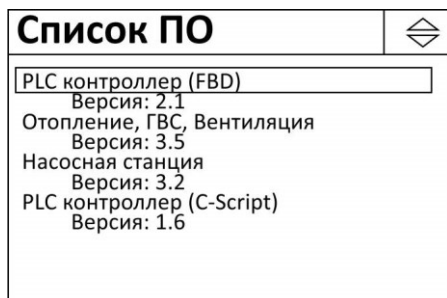 Список ПО
PLC контроллер (FBD)
Версия: 2.1
Отопление, ГВС, Вентиляция
Версия: 3.5
Насосная станция
Версия: 3.2
PLC контроллер (C-Script)
Версия: 1.6